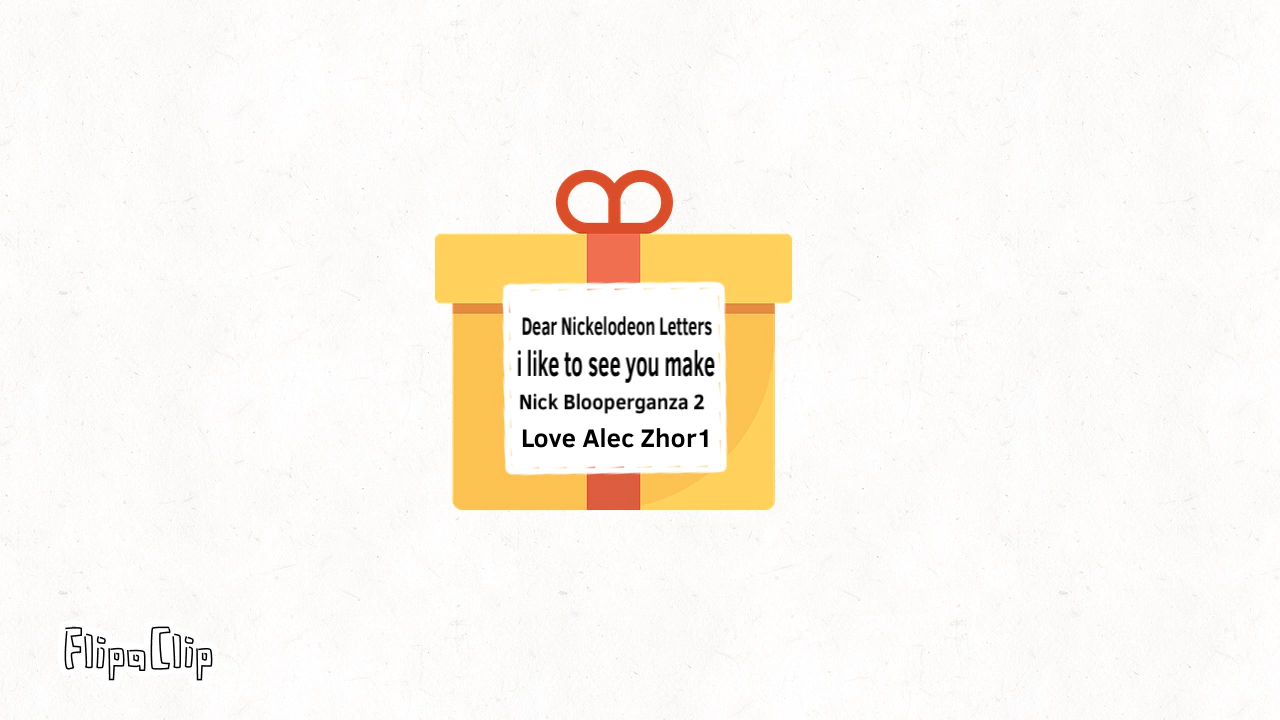 Dear Nickelodeon Letters
i like to see you make
Nick Blooperganza 2
Love Alec Zhor1
FlipaClip